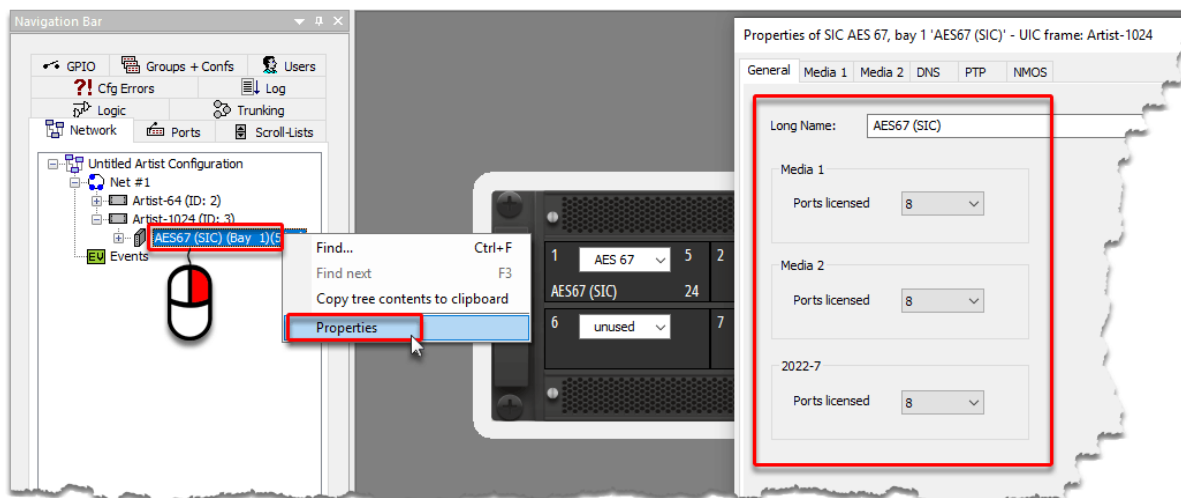 Navigation Bar
GPIO
Groups + Confs
Users
?! Cfg Errors
Log
Logic
Trunking
Network
Ports
Scroll-Lists
Untitled Artist Configuration
Net #1
Artist-64 (ID: 2)
Artist-1024 (ID: 3)
AES67 (SIC) (Bay 1)(5
EV Events
Find... Ctrl+F
Find next F3
Copy tree contents to clipboard
Properties
1 AES 67 5 2
AES67 (SIC) 24
6 unused 7
Properties of SIC AES 67, bay 1 'AES67 (SIC)' - UIC frame: Artist-1024
General Media 1 Media 2 DNS PTP NMOS
Long Name: AES67 (SIC)
Media 1
Ports licensed 8
Media 2
Ports licensed 8
2022-7
Ports licensed 8